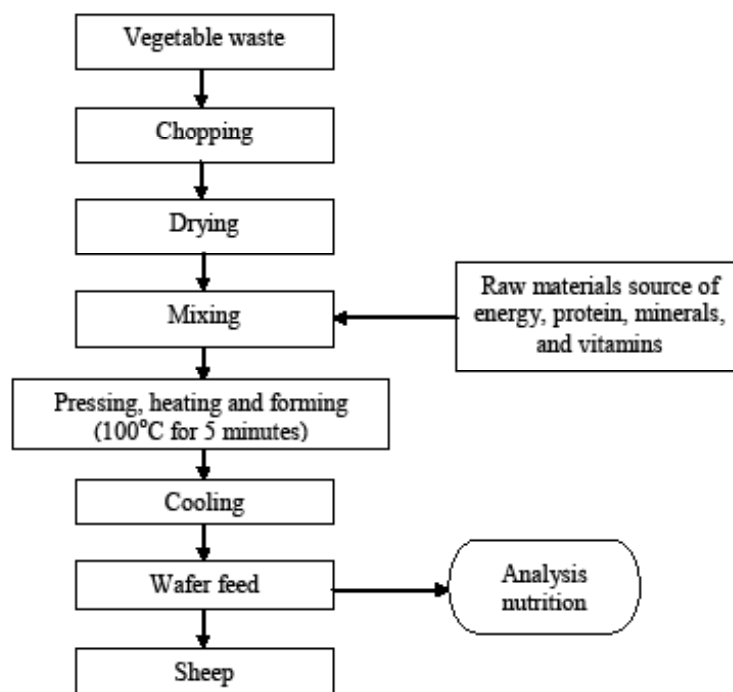 Vegetable waste
Chopping
Drying
Mixing
Raw materials source of
energy, protein, minerals,
and vitamins
Pressing, heating and forming
(100°C for 5 minutes)
Cooling
Wafer feed
Analysis
nutrition
Sheep